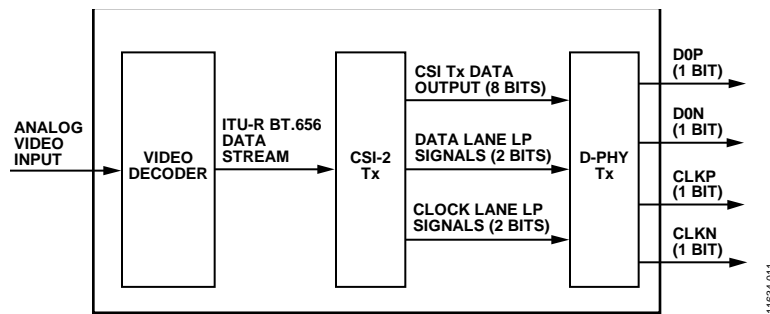 ANALOG
VIDEO
INPUT
VIDEO
DECODER
ITU-R BT.656
DATA
STREAM
CSI-2
Tx
CSI Tx DATA
OUTPUT (8 BITS)
DATA LANE LP
SIGNALS (2 BITS)
CLOCK LANE LP
SIGNALS (2 BITS)
D-PHY
Tx
D0P
(1 BIT)
D0N
(1 BIT)
CLKP
(1 BIT)
CLKN
(1 BIT)